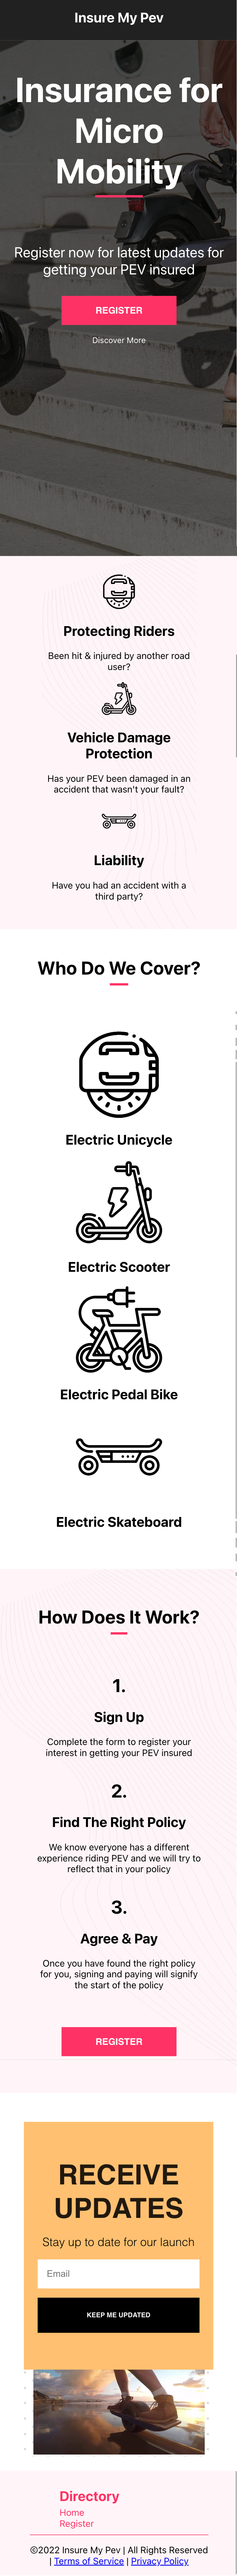 Insure My Pev
Insurance for
Micro
Mobility
Register now for latest updates for
getting your PEV insured
REGISTER
Discover More
Protecting Riders
Been hit & injured by another road
user?
Vehicle Damage
Protection
Has your PEV been damaged in an
accident that wasn't your fault?
Liability
Have you had an accident with a
third party?
Who Do We Cover?
Electric Unicycle
Electric Scooter
Electric Pedal Bike
Electric Skateboard
How Does It Work?
1.
Sign Up
Complete the form to register your
interest in getting your PEV insured
2.
Find The Right Policy
We know everyone has a different
experience riding PEV and we will try to
reflect that in your policy
3.
Agree & Pay
Once you have found the right policy
for you, signing and paying will signify
the start of the policy
REGISTER
RECEIVE
UPDATES
Stay up to date for our launch
Email
KEEP ME UPDATED
Directory
Home
Register
©2022 Insure My Pev | All Rights Reserved
| Terms of Service | Privacy Policy